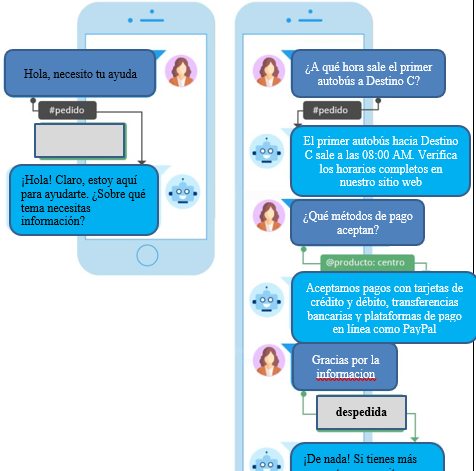 Hola, necesito tu ayuda
#pedido
¡Hola! Claro, estoy aquí
para ayudarte. ¿Sobre qué
tema necesitas
información?
¿A qué hora sale el primer
autobús a Destino C?
#pedido
El primer autobús hacia Destino
C sale a las 08:00 AM. Verifica
los horarios completos en
nuestro sitio web
¿Qué métodos de pago
aceptan?
@producto: centro
Aceptamos pagos con tarjetas de
crédito y débito, transferencias
bancarias y plataformas de pago
en línea como PayPal
Gracias por la
informacion
despedida
¡De nada! Si tienes más